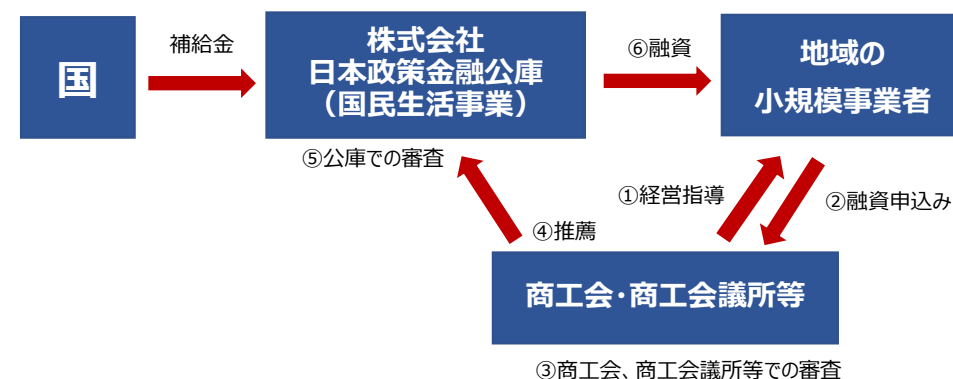 国
補給金
株式会社
日本政策金融公庫
（国民生活事業）
⑥融資
地域の
小規模事業者
⑤公庫での審査
①経営指導
②融資申込み
④推薦
商工会・商工会議所等
③商工会、商工会議所等での審査